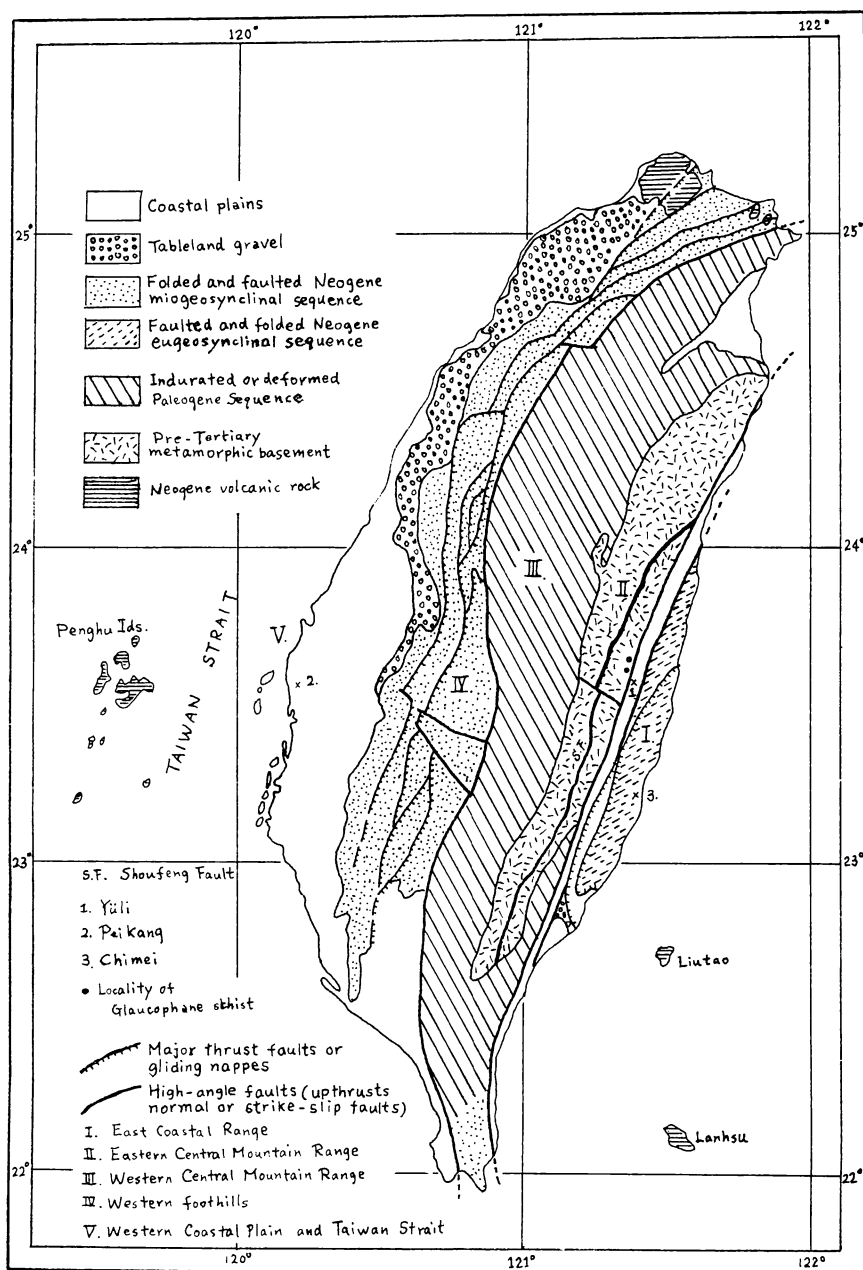 120°
121°
122°
Coastal plains
Tableland gravel
Folded and faulted Neogene
miogeosynclinal sequence
Faulted and folded Neogene
eugeosynclinal sequence
Indurated or deformed
Paleogene Sequence
Pre-Tertiary
metamorphic basement
Neogene volcanic rock
25°
25°
24°
24°
23°
23°
22°
22°
Penghu Ids.
TAIWAN STRAIT
V.
× 2.
III
II
IV
I
× 1
S.F.
× 3.
Liutao
Lanhsu
S.F. Shoufeng Fault
1. Yüli
2. Peikang
3. Chimei
• Locality of
Glaucophane schist
Major thrust faults or
gliding nappes
High-angle faults (upthrusts
normal or strike-slip faults)
I. East Coastal Range
II. Eastern Central Mountain Range
III. Western Central Mountain Range
IV. Western foothills
V. Western Coastal Plain and Taiwan Strait
120°
121°
122°